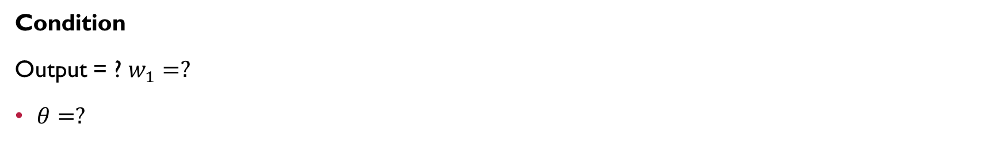 Condition
Output = ? w₁ =?
• θ =?